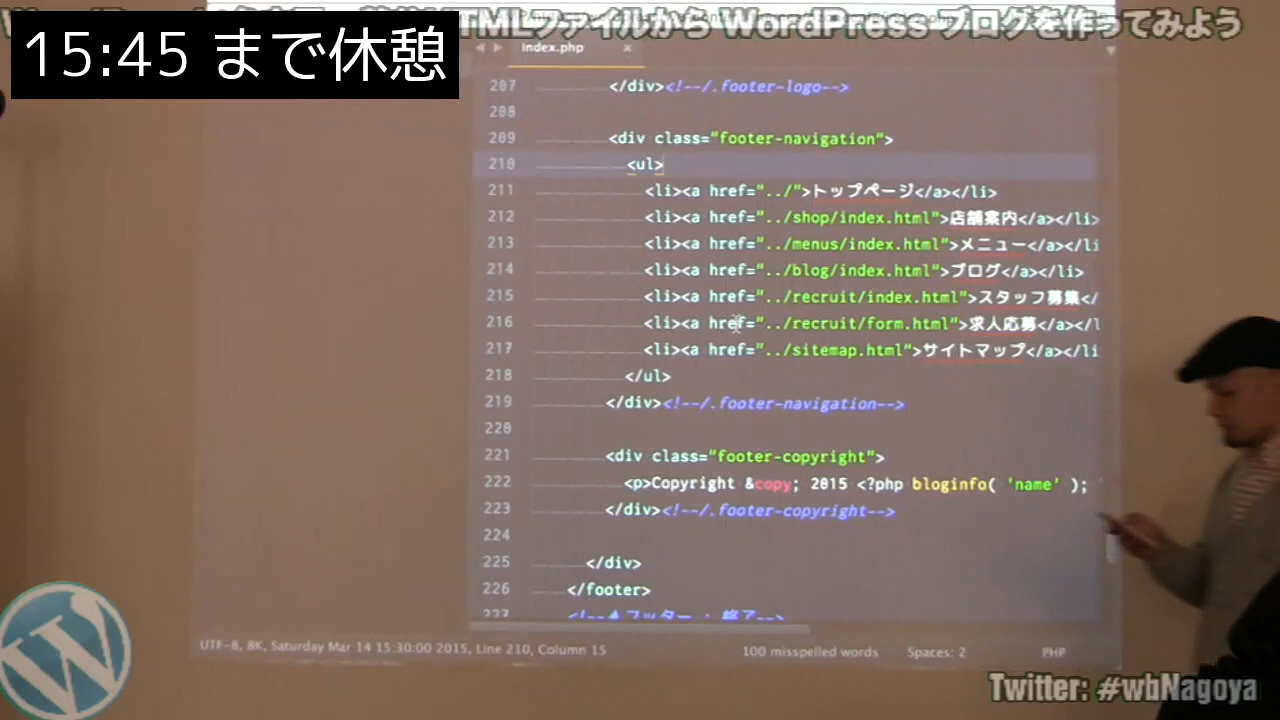 HTMLファイルから WordPress ブログを作ってみよう
15:45 まで休憩
index.php
207 </div><!--/.footer-logo-->
208
209 <div class="footer-navigation">
210 <ul>
211 <li><a href="../">トップページ</a></li>
212 <li><a href="../shop/index.html">店舗案内</a></li>
213 <li><a href="../menus/index.html">メニュー</a></li
214 <li><a href="../blog/index.html">ブログ</a></li>
215 <li><a href="../recruit/index.html">スタッフ募集</
216 <li><a href="../recruit/form.html">求人応募</a></l
217 <li><a href="../sitemap.html">サイトマップ</a></li
218 </ul>
219 </div><!--/.footer-navigation-->
220
221 <div class="footer-copyright">
222 <p>Copyright &copy; 2015 <?php bloginfo( 'name' );
223 </div><!--/.footer-copyright-->
224
225 </div>
226 </footer>
227 <!--▲フッター : 終了-->
UTF-8, 8K, Saturday Mar 14 15:30:00 2015, Line 210, Column 15
100 misspelled words
Spaces: 2
PHP
Twitter: #wbNagoya